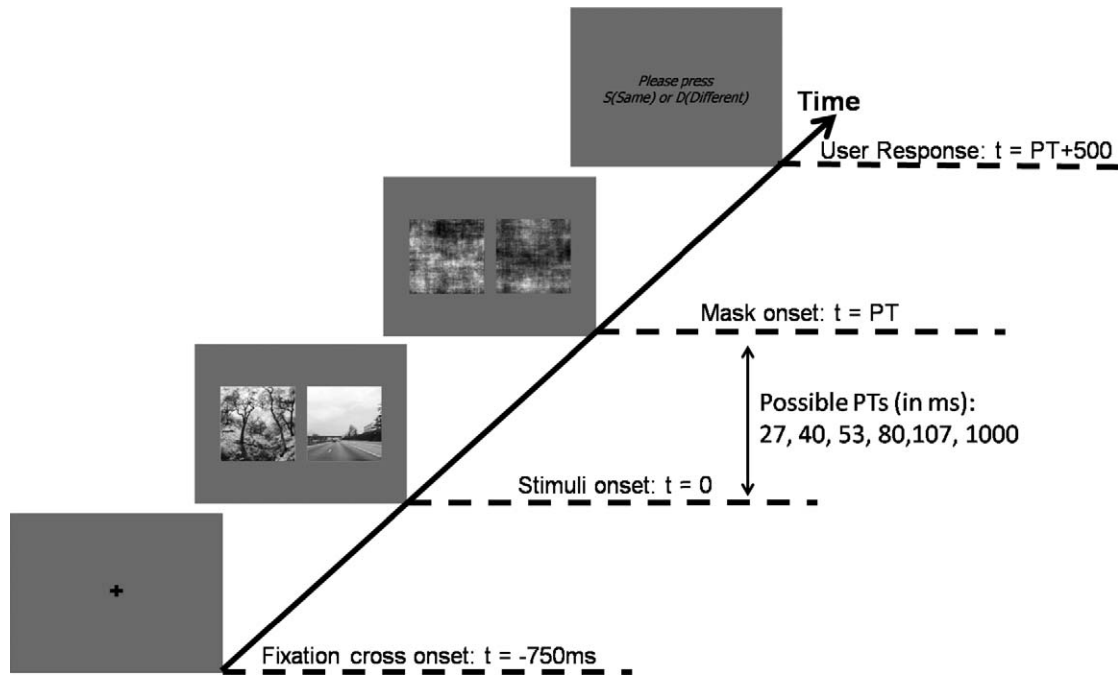 Please press
S(Same) or D(Different)
Time
User Response: t = PT+500
Mask onset: t = PT
Possible PTs (in ms):
27, 40, 53, 80,107, 1000
Stimuli onset: t = 0
Fixation cross onset: t = -750ms